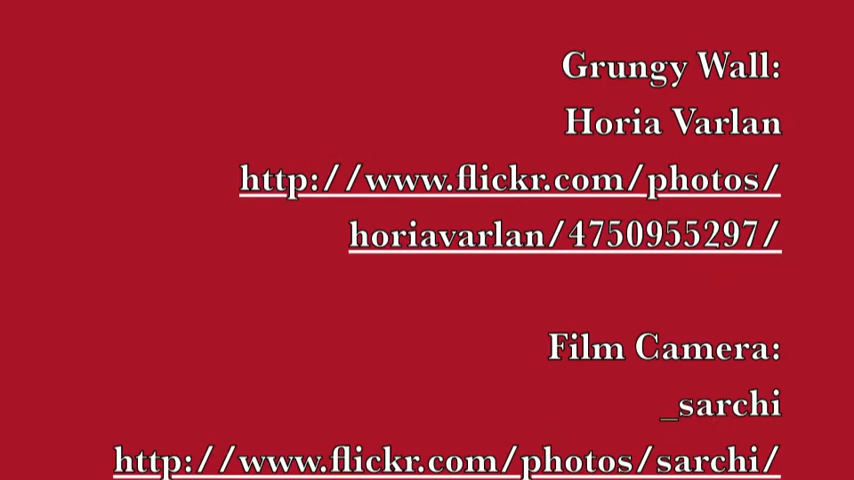 Grungy Wall:
Horia Varlan
http://www.flickr.com/photos/
horiavarlan/4750955297/
Film Camera:
_sarchi
http://www.flickr.com/photos/sarchi/